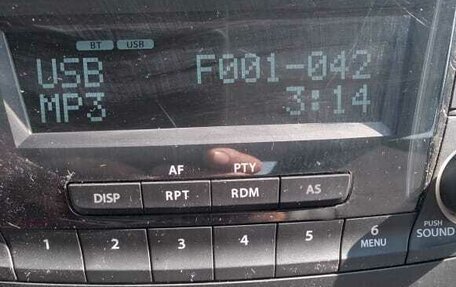 BT USB
USB F001-042
MP3 3:14
AF PTY
DISP RPT RDM AS
1 2 3 4 5 6
MENU
PUSH
SOUND